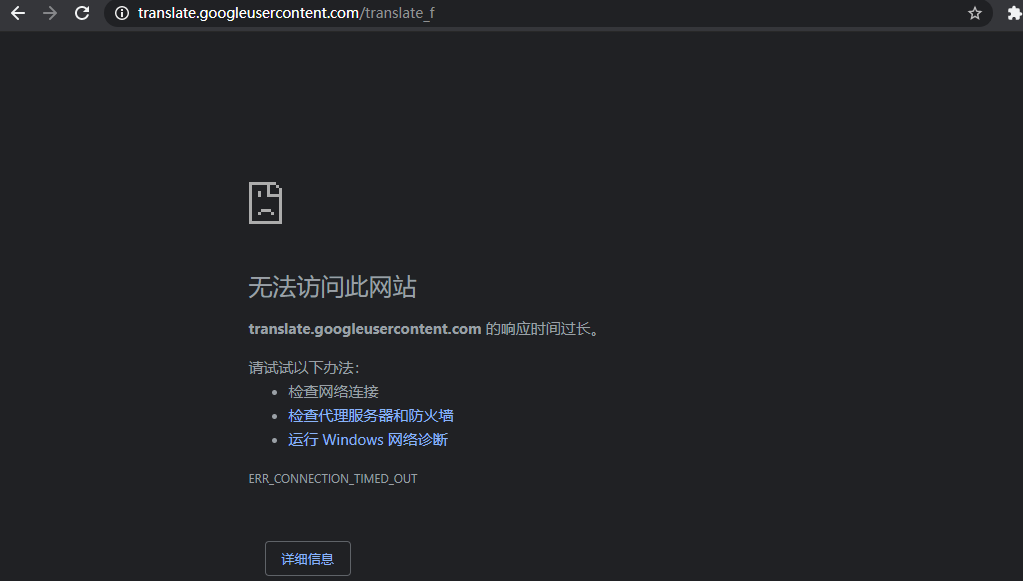 translate.googleusercontent.com/translate_f
无法访问此网站
translate.googleusercontent.com 的响应时间过长。
请试试以下办法：
检查网络连接
检查代理服务器和防火墙
运行 Windows 网络诊断
ERR_CONNECTION_TIMED_OUT
详细信息